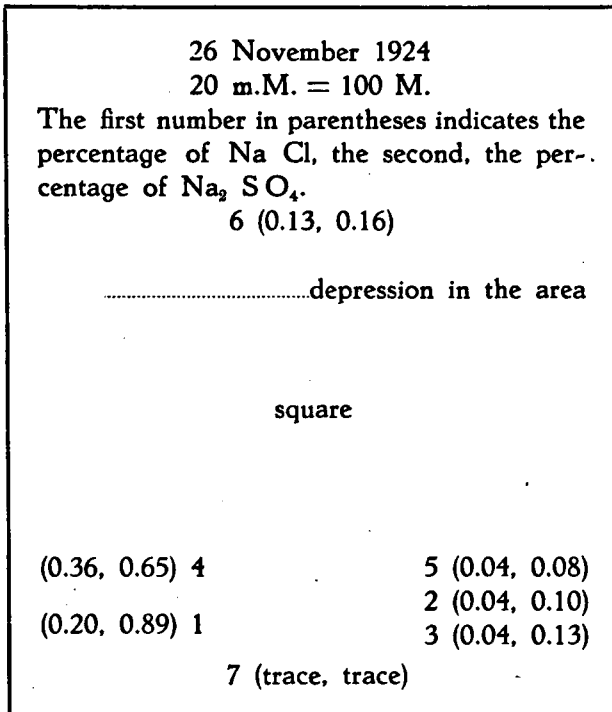 26 November 1924
20 m.M. = 100 M.
The first number in parentheses indicates the
percentage of Na Cl, the second, the per-
centage of Na₂ SO₄.
6 (0.13, 0.16)
........................................depression in the area
square
(0.36, 0.65) 4
5 (0.04, 0.08)
2 (0.04, 0.10)
(0.20, 0.89) 1
3 (0.04, 0.13)
7 (trace, trace)